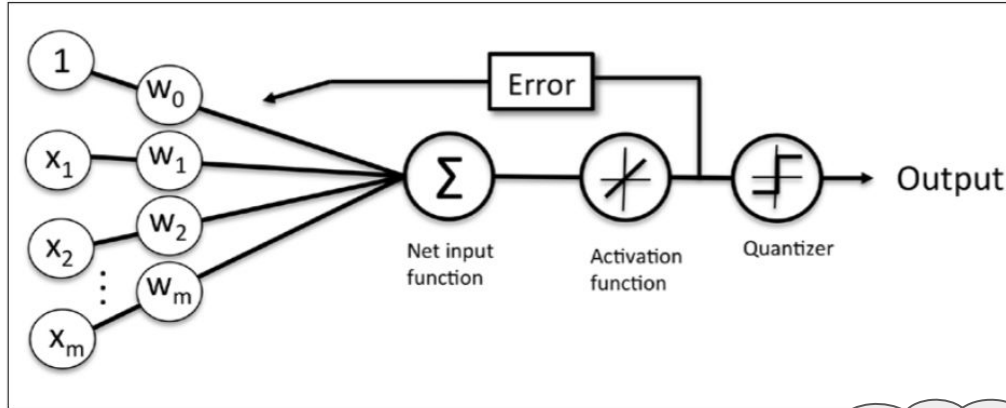 1
w₀
Error
x₁
w₁
Σ
Output
x₂
w₂
Net input
function
Activation
function
Quantizer
⋮
wₘ
xₘ